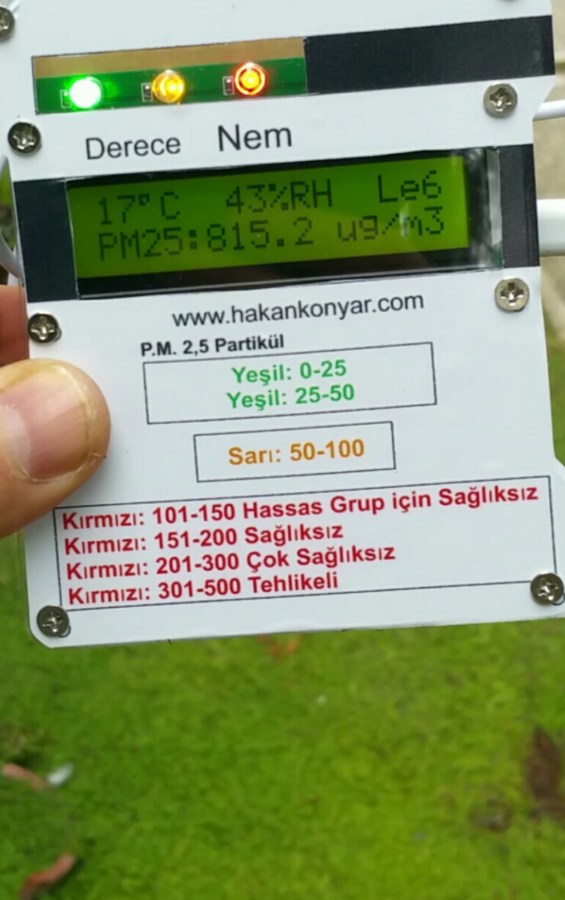 Derece Nem
17°C 43%RH Le6
PM25:815.2 ug/m3
www.hakankonyar.com
P.M. 2,5 Partikül
Yeşil: 0-25
Yeşil: 25-50
Sarı: 50-100
Kırmızı: 101-150 Hassas Grup için Sağlıksız
Kırmızı: 151-200 Sağlıksız
Kırmızı: 201-300 Çok Sağlıksız
Kırmızı: 301-500 Tehlikeli